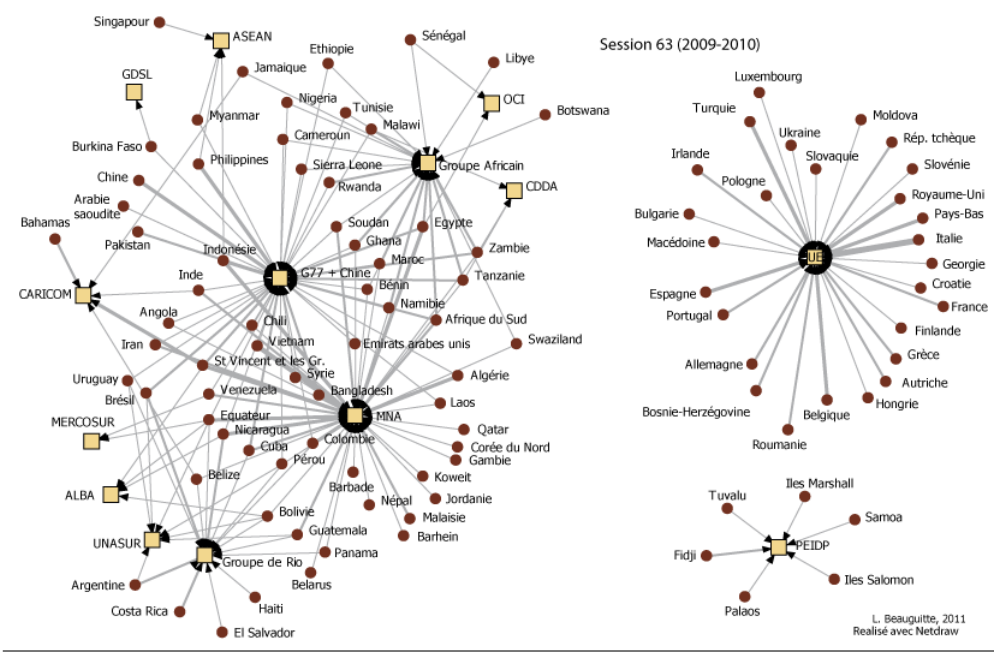 Session 63 (2009-2010)
Singapour
ASEAN
Sénégal
Ethiopie
Libye
Jamaique
GDSL
OCI
Nigeria
Tunisie
Botswana
Myanmar
Malawi
Cameroun
Burkina Faso
Philippines
Sierra Leone
Groupe Africain
Chine
Rwanda
CDDA
Arabie
saoudite
Bahamas
Soudan
Egypte
Pakistan
Ghana
Indonésie
Zambie
Maroc
Inde
G77 + Chine
Tanzanie
Bénin
CARICOM
Namibie
Angola
Chili
Afrique du Sud
Iran
Vietnam
Emirats arabes unis
Swaziland
St Vincent et les Gr.
Syrie
Algérie
Uruguay
Venezuela
Bangladesh
Brésil
Laos
MERCOSUR
Equateur
MNA
Nicaragua
Qatar
Colombie
Cuba
Corée du Nord
Pérou
Gambie
Belize
Koweit
Barbade
ALBA
Népal
Jordanie
Bolivie
Malaisie
UNASUR
Guatemala
Barhein
Groupe de Rio
Panama
Argentine
Belarus
Costa Rica
Haiti
El Salvador
Luxembourg
Turquie
Moldova
Ukraine
Rép. tchèque
Irlande
Slovaquie
Slovénie
Pologne
Royaume-Uni
Bulgarie
Pays-Bas
Macédoine
Italie
UE
Georgie
Espagne
Croatie
Portugal
France
Finlande
Allemagne
Grèce
Autriche
Bosnie-Herzégovine
Hongrie
Belgique
Roumanie
Tuvalu
Iles Marshall
Samoa
Fidji
PEIDP
Iles Salomon
Palaos
L. Beauguitte, 2011
Realisé avec Netdraw